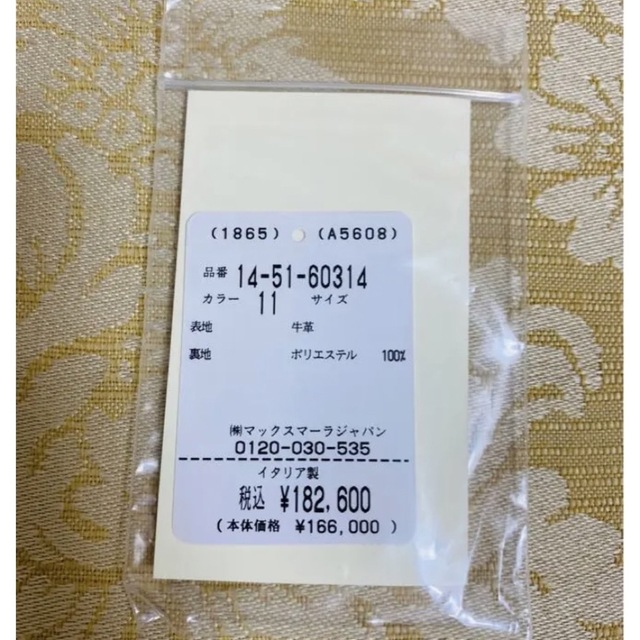 (1865) (A5608)
品番 14-51-60314
カラー 11 サイズ
表地 牛革
裏地 ポリエステル 100%
㈱マックスマーラジャパン
0120-030-535
イタリア製
税込 ¥182,600
(本体価格 ¥166,000)